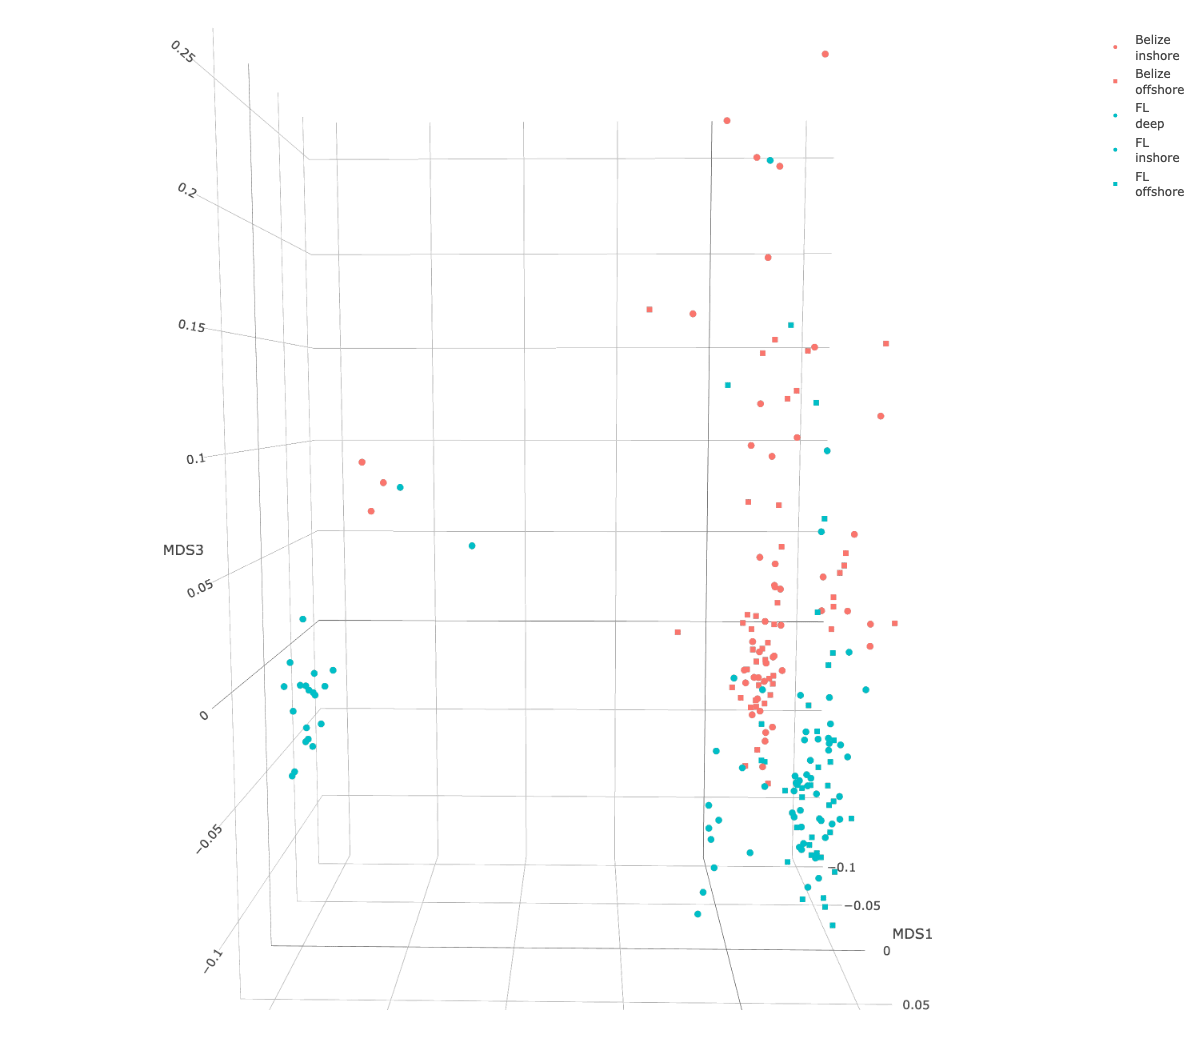 0.25
0.2
0.15
0.1
MDS3
0.05
0
−0.05
−0.1
−0.1
−0.05
MDS1
0
0.05
Belize
inshore
Belize
offshore
FL
deep
FL
inshore
FL
offshore